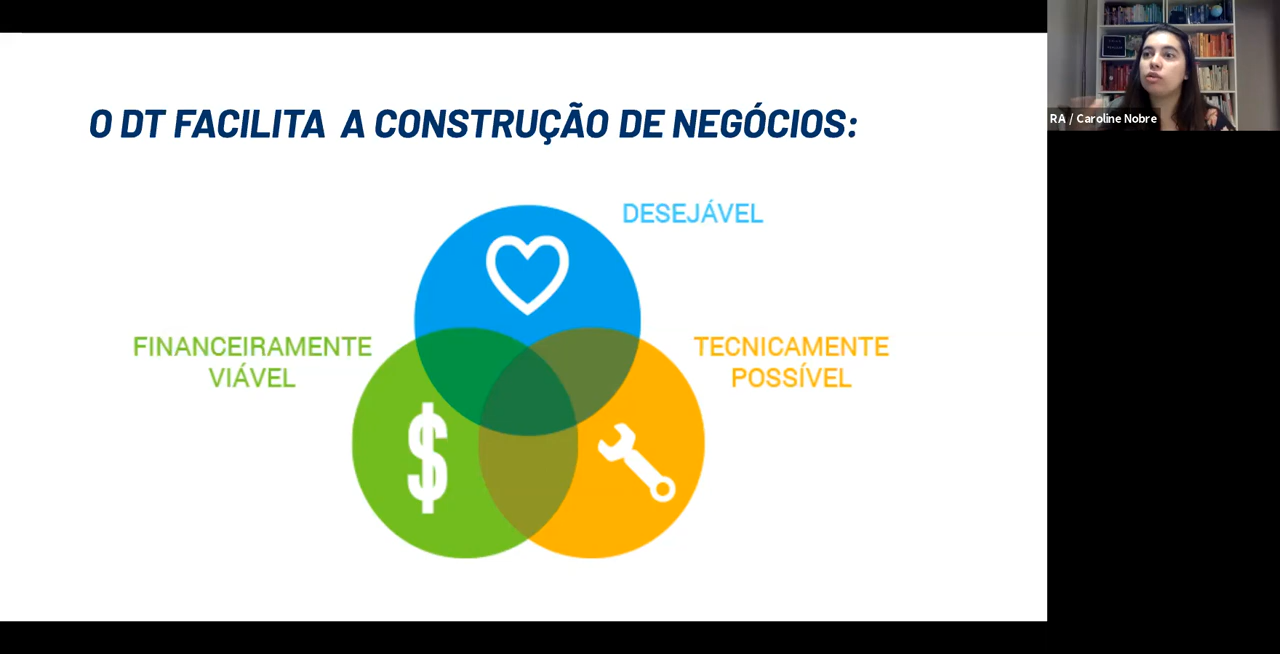 O DT FACILITA A CONSTRUÇÃO DE NEGÓCIOS:
DESEJÁVEL
FINANCEIRAMENTE
VIÁVEL
TECNICAMENTE
POSSÍVEL
RA / Caroline Nobre